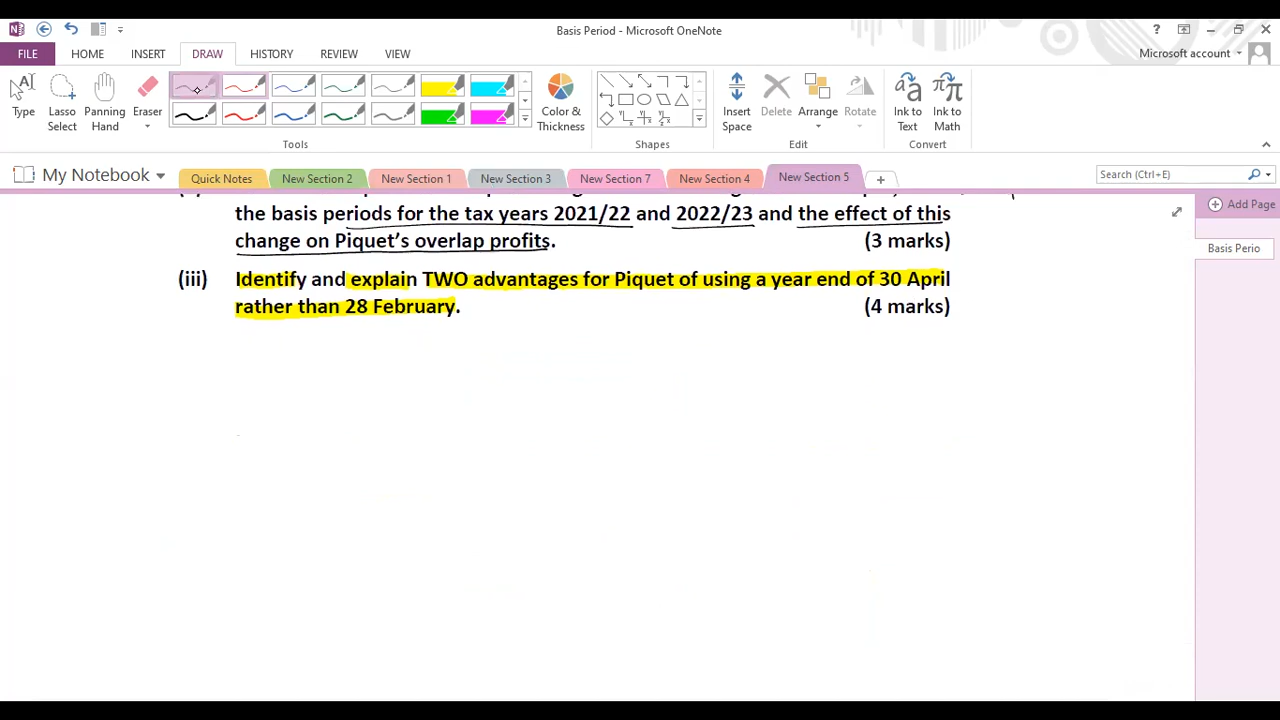 Basis Period - Microsoft OneNote
FILE HOME INSERT DRAW HISTORY REVIEW VIEW
Microsoft account
Type
Lasso Select
Panning Hand
Eraser
Color & Thickness
Insert Space
Delete
Arrange
Rotate
Ink to Text
Ink to Math
Tools
Shapes
Edit
Convert
My Notebook
Quick Notes
New Section 2
New Section 1
New Section 3
New Section 7
New Section 4
New Section 5
Search (Ctrl+E)
Add Page
Basis Perio
the basis periods for the tax years 2021/22 and 2022/23 and the effect of this
change on Piquet's overlap profits. (3 marks)
(iii) Identify and explain TWO advantages for Piquet of using a year end of 30 April
rather than 28 February. (4 marks)